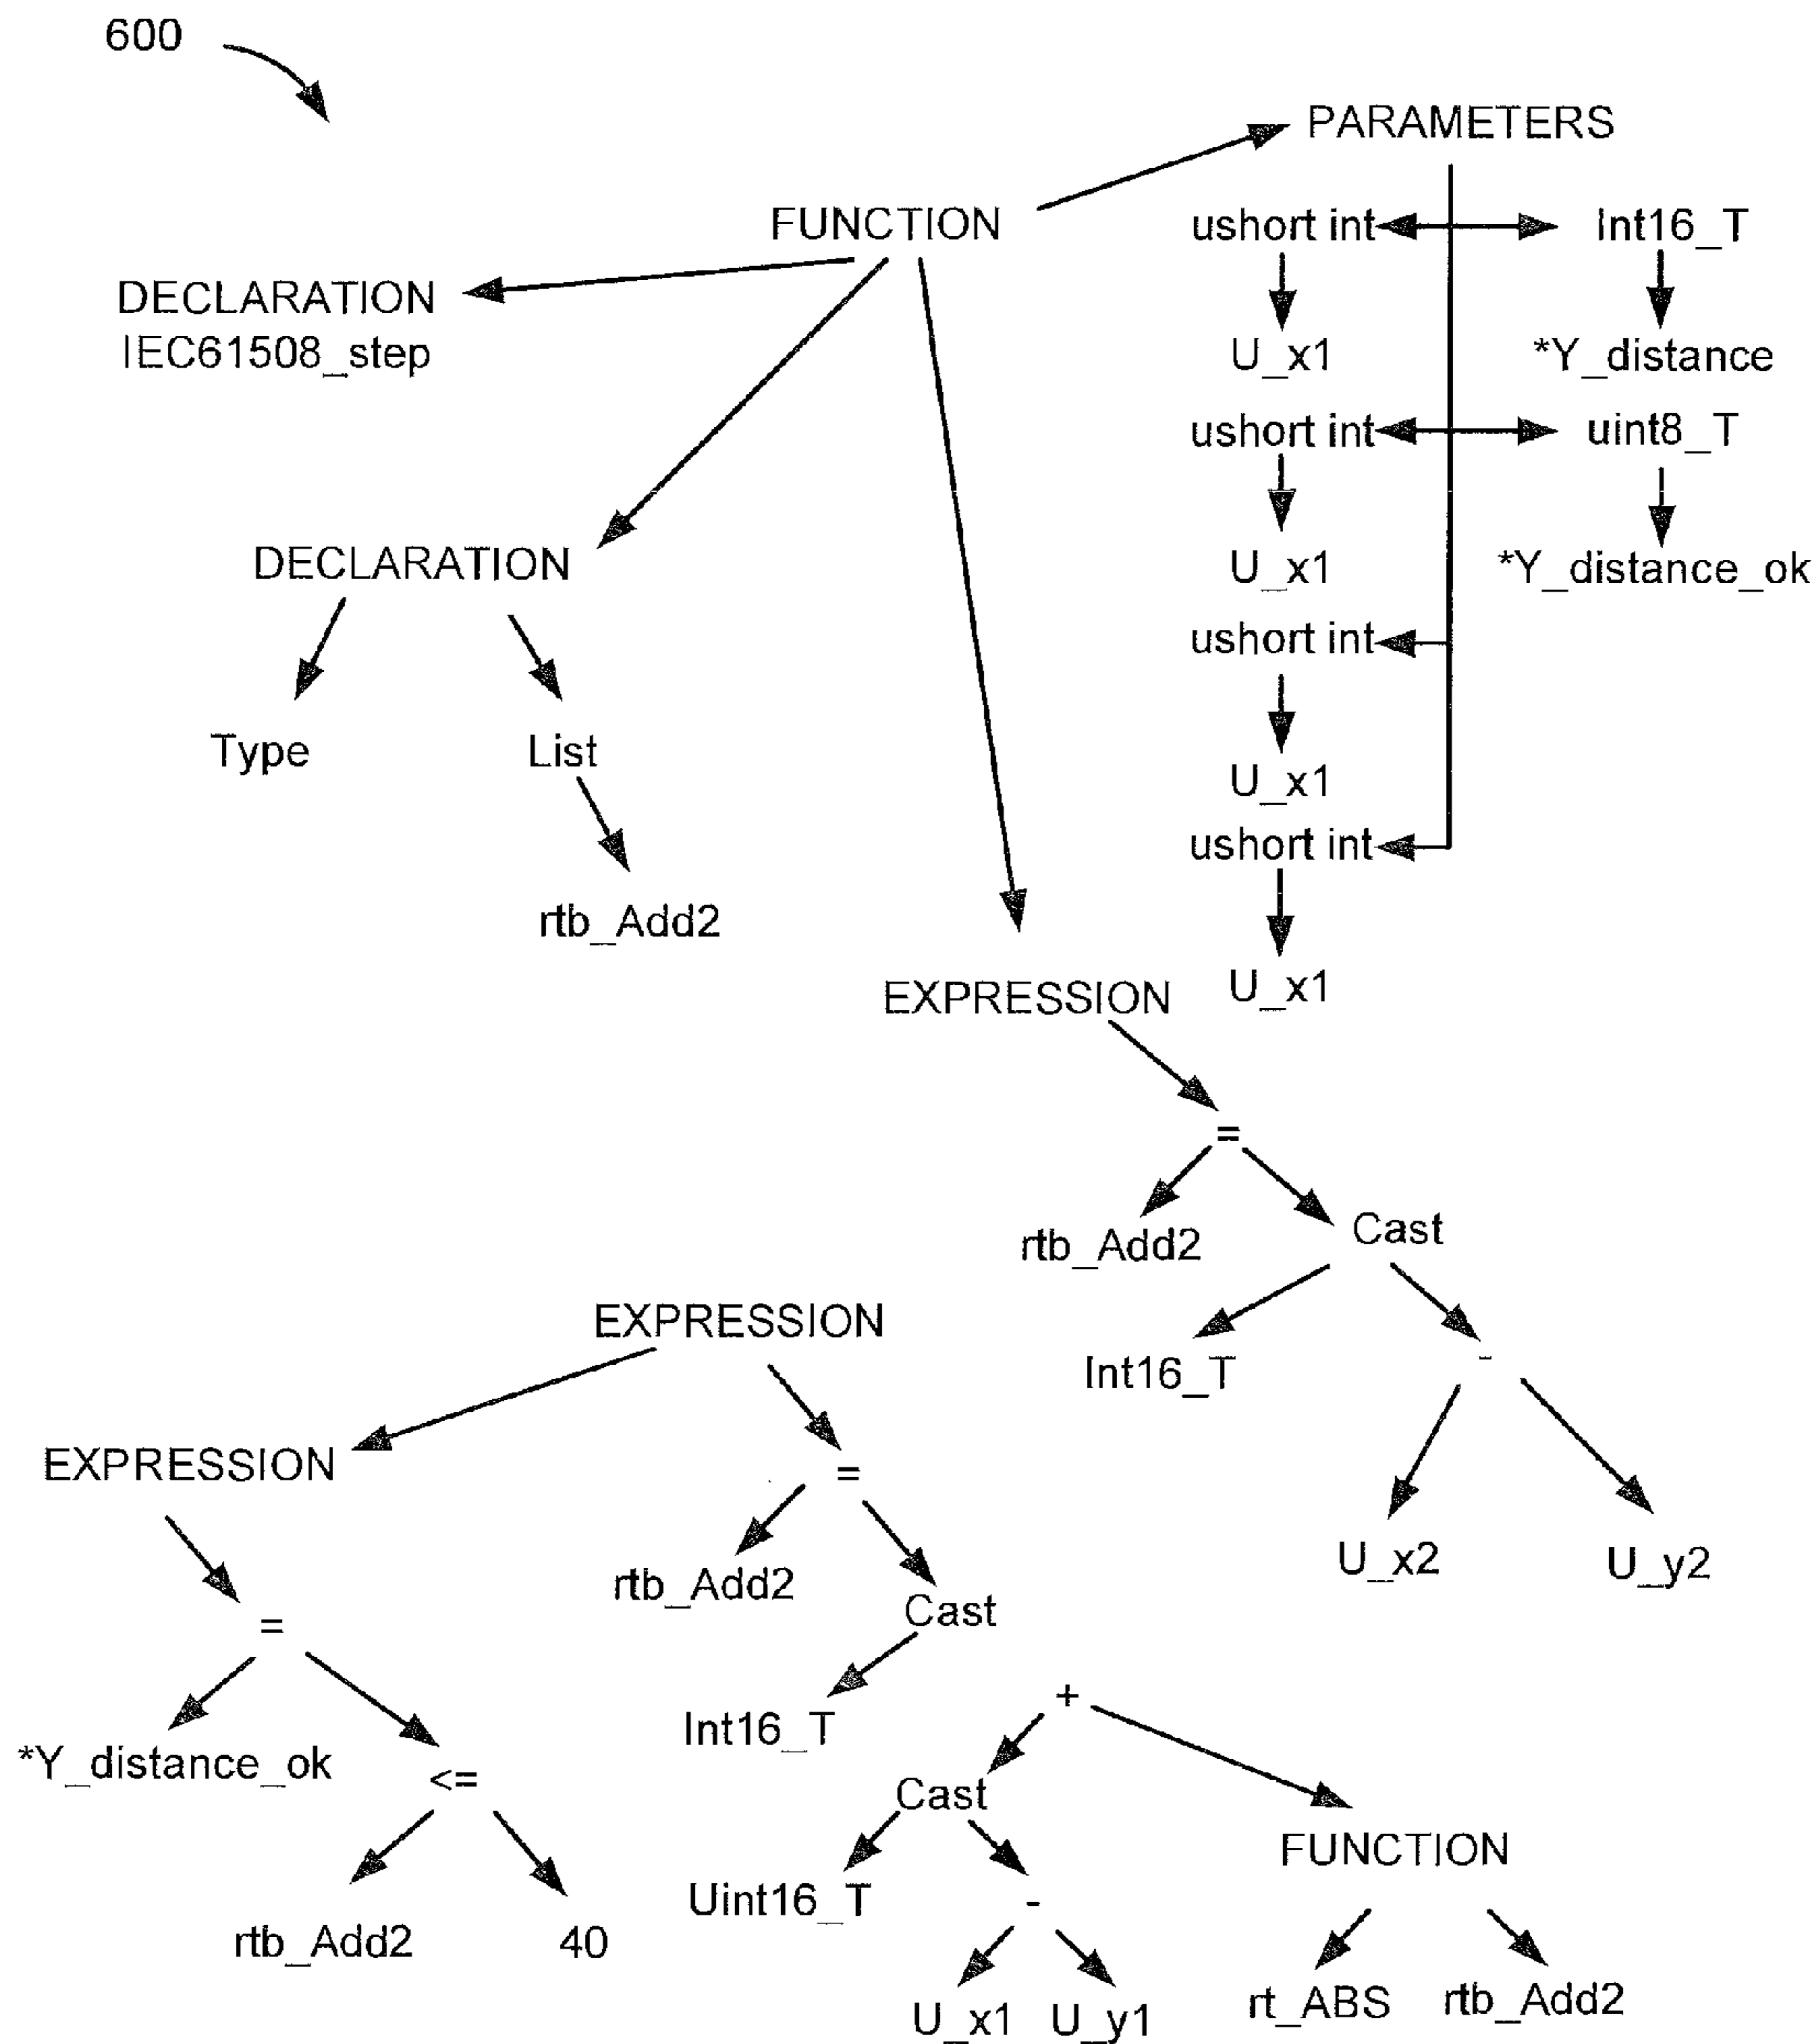 600
PARAMETERS
FUNCTION
ushort int
Int16_T
DECLARATION
IEC61508_step
U_x1
*Y_distance
ushort int
uint8_T
DECLARATION
U_x1
*Y_distance_ok
ushort int
Type
List
U_x1
ushort int
rtb_Add2
EXPRESSION
U_x1
=
rtb_Add2
Cast
EXPRESSION
Int16_T
-
EXPRESSION
=
rtb_Add2
U_x2
U_y2
=
Cast
Int16_T
+
*Y_distance_ok
<=
Cast
FUNCTION
Uint16_T
-
rtb_Add2
40
U_x1
U_y1
rt_ABS
rtb_Add2